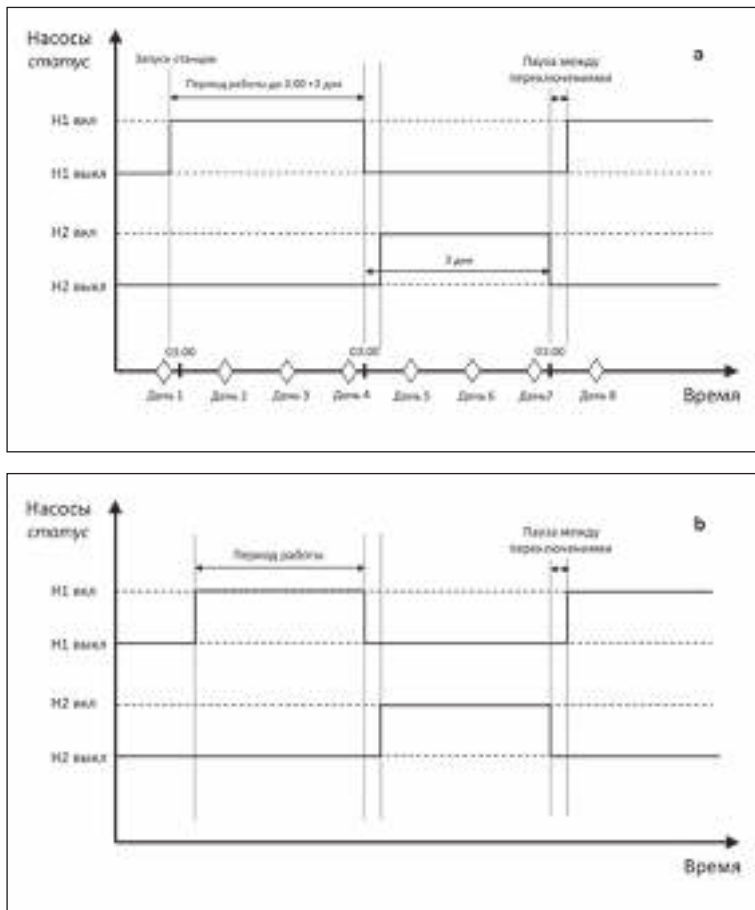 Насосы
статус
a
Запуск станции
Период работы до 3,00 +3 дня
Пауза между
переключениями
Н1 вкл
Н1 выкл
Н2 вкл
3 дня
Н2 выкл
03:00
03:00
03:00
День 1
День 2
День 3
День 4
День 5
День 6
День 7
День 8
Время
Насосы
статус
b
Период работы
Пауза между
переключениями
Н1 вкл
Н1 выкл
Н2 вкл
Н2 выкл
Время